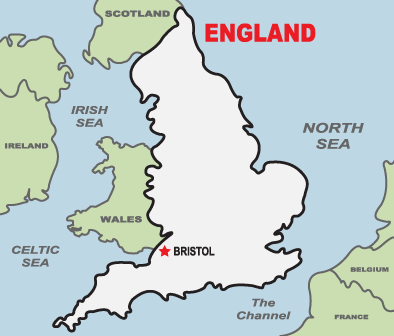 SCOTLAND
ENGLAND
IRISH
SEA
NORTH
SEA
IRELAND
WALES
CELTIC
SEA
BRISTOL
BELGIUM
The
Channel
FRANCE